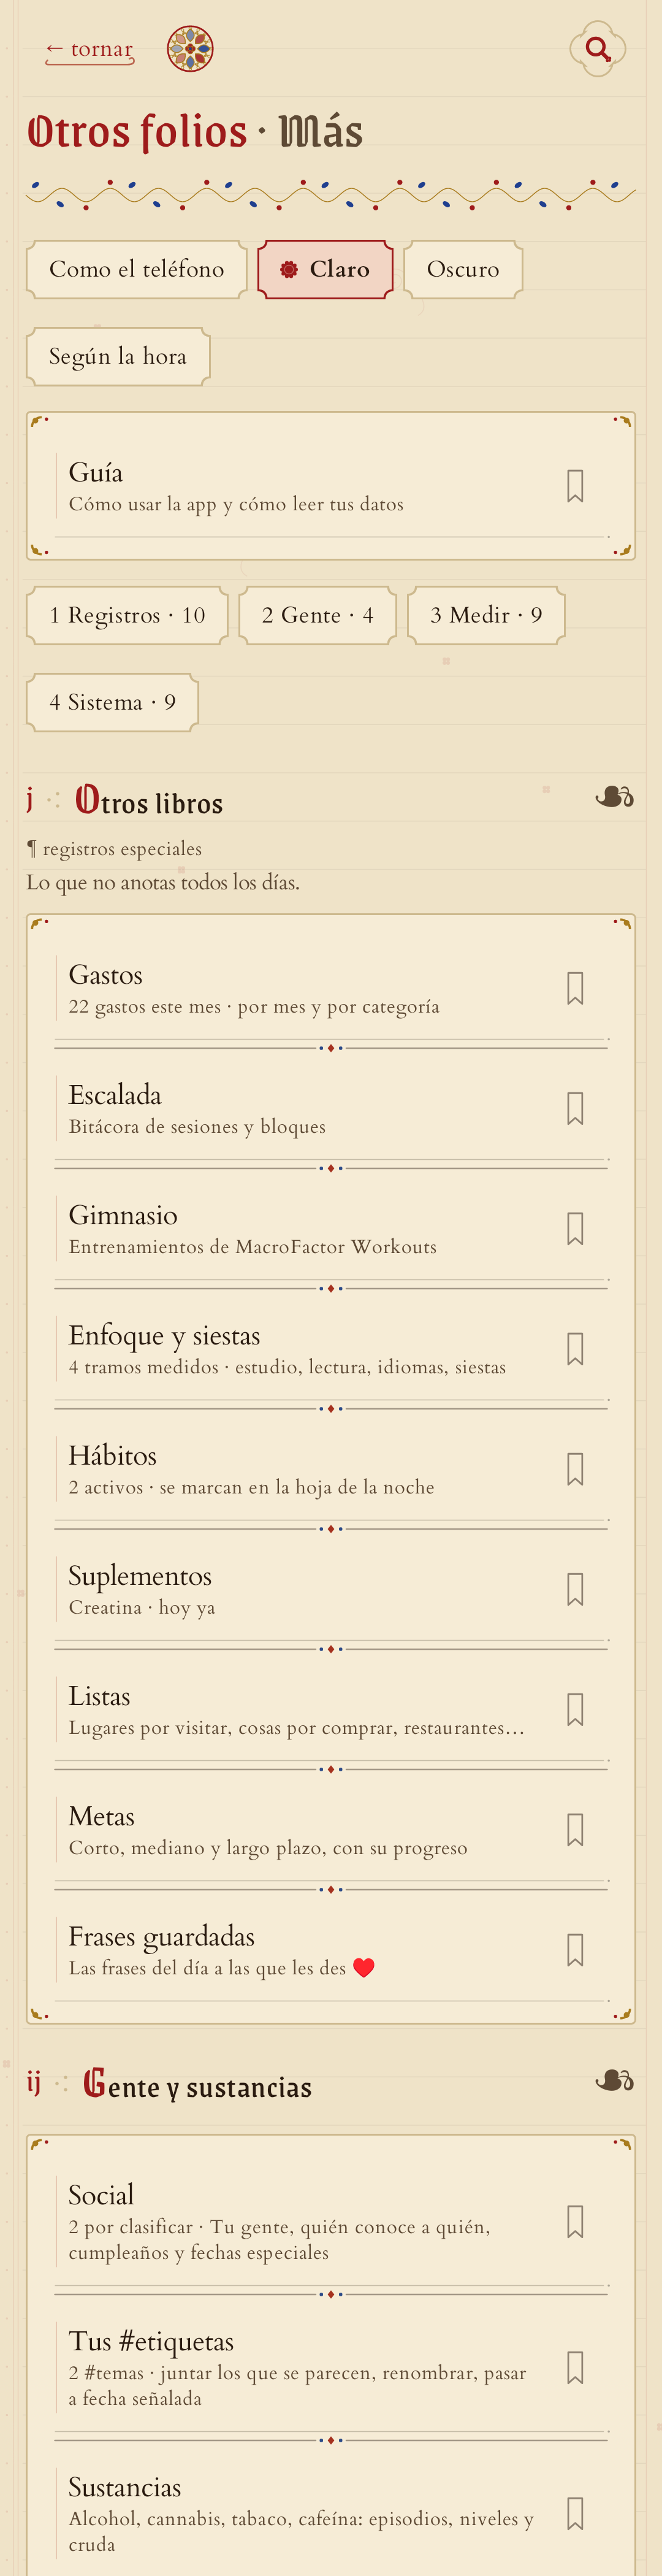 ← tornar
Otros folios · Más
Como el teléfono
Claro
Oscuro
Según la hora
Guía
Cómo usar la app y cómo leer tus datos
1 Registros · 10
2 Gente · 4
3 Medir · 9
4 Sistema · 9
j ·: Otros libros
¶ registros especiales
Lo que no anotas todos los días.
Gastos
22 gastos este mes · por mes y por categoría
Escalada
Bitácora de sesiones y bloques
Gimnasio
Entrenamientos de MacroFactor Workouts
Enfoque y siestas
4 tramos medidos · estudio, lectura, idiomas, siestas
Hábitos
2 activos · se marcan en la hoja de la noche
Suplementos
Creatina · hoy ya
Listas
Lugares por visitar, cosas por comprar, restaurantes…
Metas
Corto, mediano y largo plazo, con su progreso
Frases guardadas
Las frases del día a las que les des ❤️
ij ·: Gente y sustancias
Social
2 por clasificar · Tu gente, quién conoce a quién,
cumpleaños y fechas especiales
Tus #etiquetas
2 #temas · juntar los que se parecen, renombrar, pasar
a fecha señalada
Sustancias
Alcohol, cannabis, tabaco, cafeína: episodios, niveles y
cruda